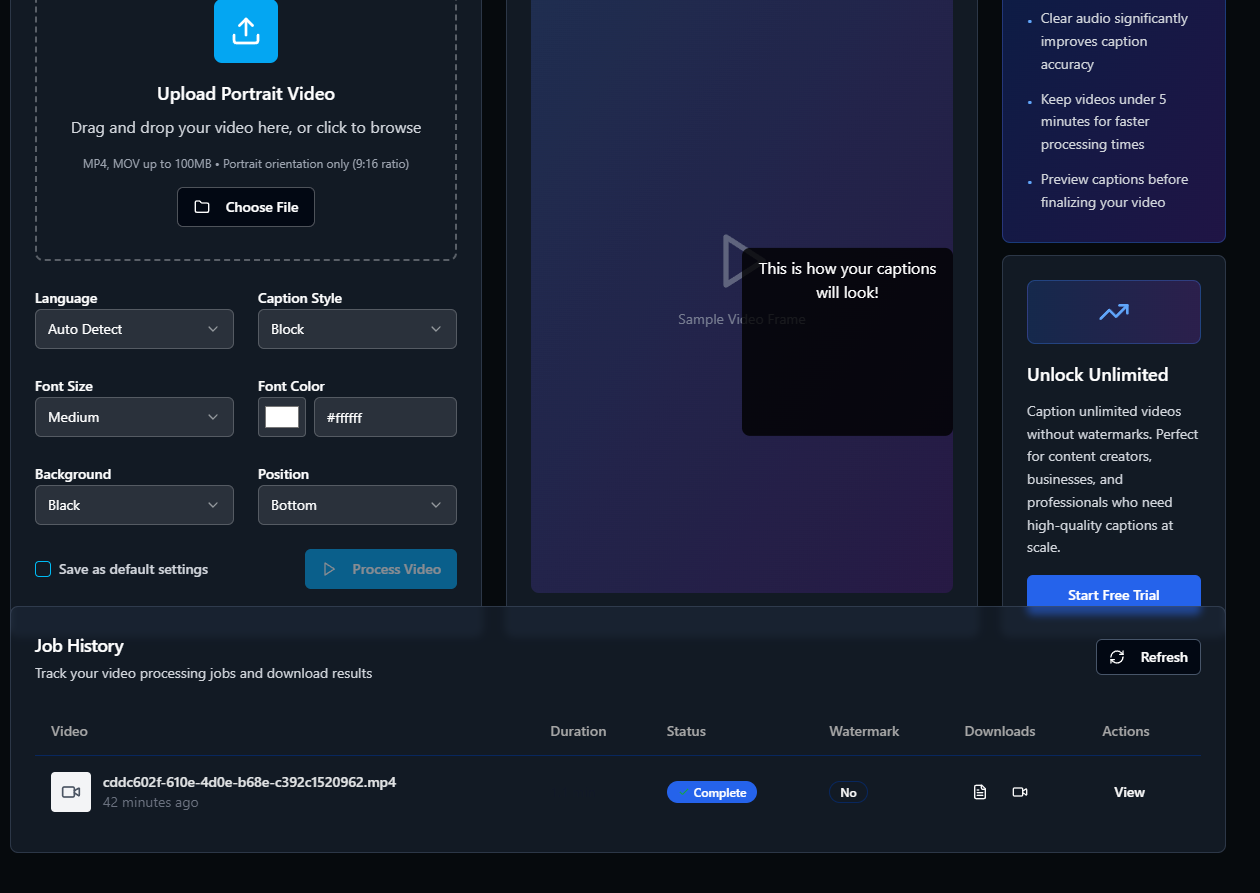 Upload Portrait Video
Drag and drop your video here, or click to browse
MP4, MOV up to 100MB • Portrait orientation only (9:16 ratio)
Choose File
Language
Caption Style
Auto Detect
Block
Font Size
Font Color
Medium
#ffffff
Background
Position
Black
Bottom
Save as default settings
Process Video
This is how your captions
will look!
Sample Video Frame
• Clear audio significantly
improves caption
accuracy
• Keep videos under 5
minutes for faster
processing times
• Preview captions before
finalizing your video
Unlock Unlimited
Caption unlimited videos
without watermarks. Perfect
for content creators,
businesses, and
professionals who need
high-quality captions at
scale.
Start Free Trial
Job History
Track your video processing jobs and download results
Refresh
Video Duration Status Watermark Downloads Actions
cddc602f-610e-4d0e-b68e-c392c1520962.mp4
42 minutes ago
Complete
No
View